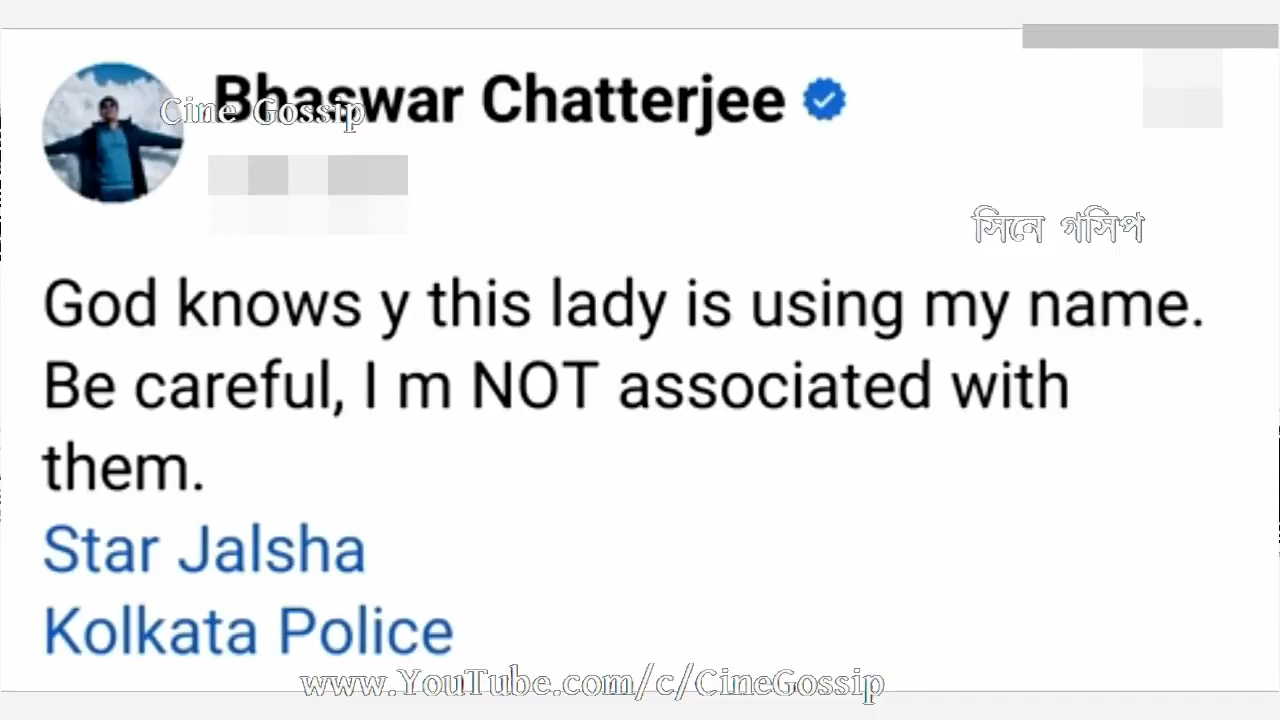 Bhaswar Chatterjee
Cine Gossip
সিনে গসিপ
God knows y this lady is using my name.
Be careful, I m NOT associated with
them.
Star Jalsha
Kolkata Police
www.YouTube.com/c/CineGossip